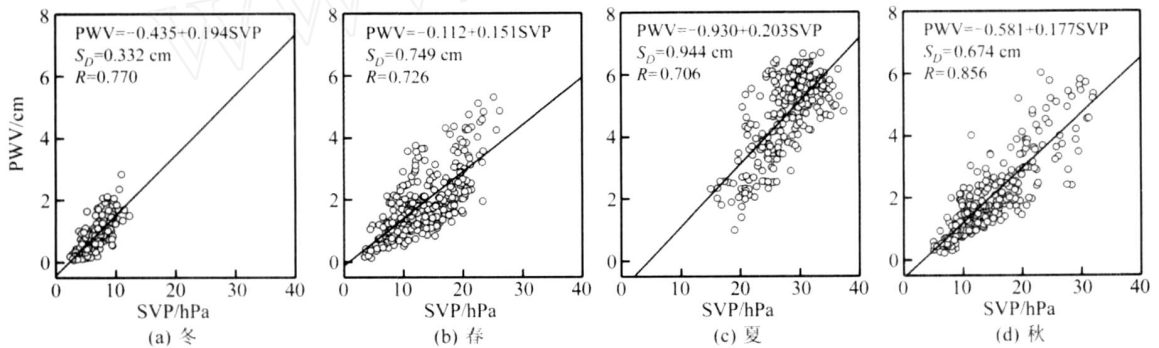 PWV=−0.435+0.194SVP
S_D=0.332 cm
R=0.770
PWV/cm
8
6
4
2
0
0 10 20 30 40
SVP/hPa
(a) 冬
PWV=−0.112+0.151SVP
S_D=0.749 cm
R=0.726
8
6
4
2
0
0 10 20 30 40
SVP/hPa
(b) 春
PWV=−0.930+0.203SVP
S_D=0.944 cm
R=0.706
8
6
4
2
0
0 10 20 30 40
SVP/hPa
(c) 夏
PWV=−0.581+0.177SVP
S_D=0.674 cm
R=0.856
8
6
4
2
0
0 10 20 30 40
SVP/hPa
(d) 秋